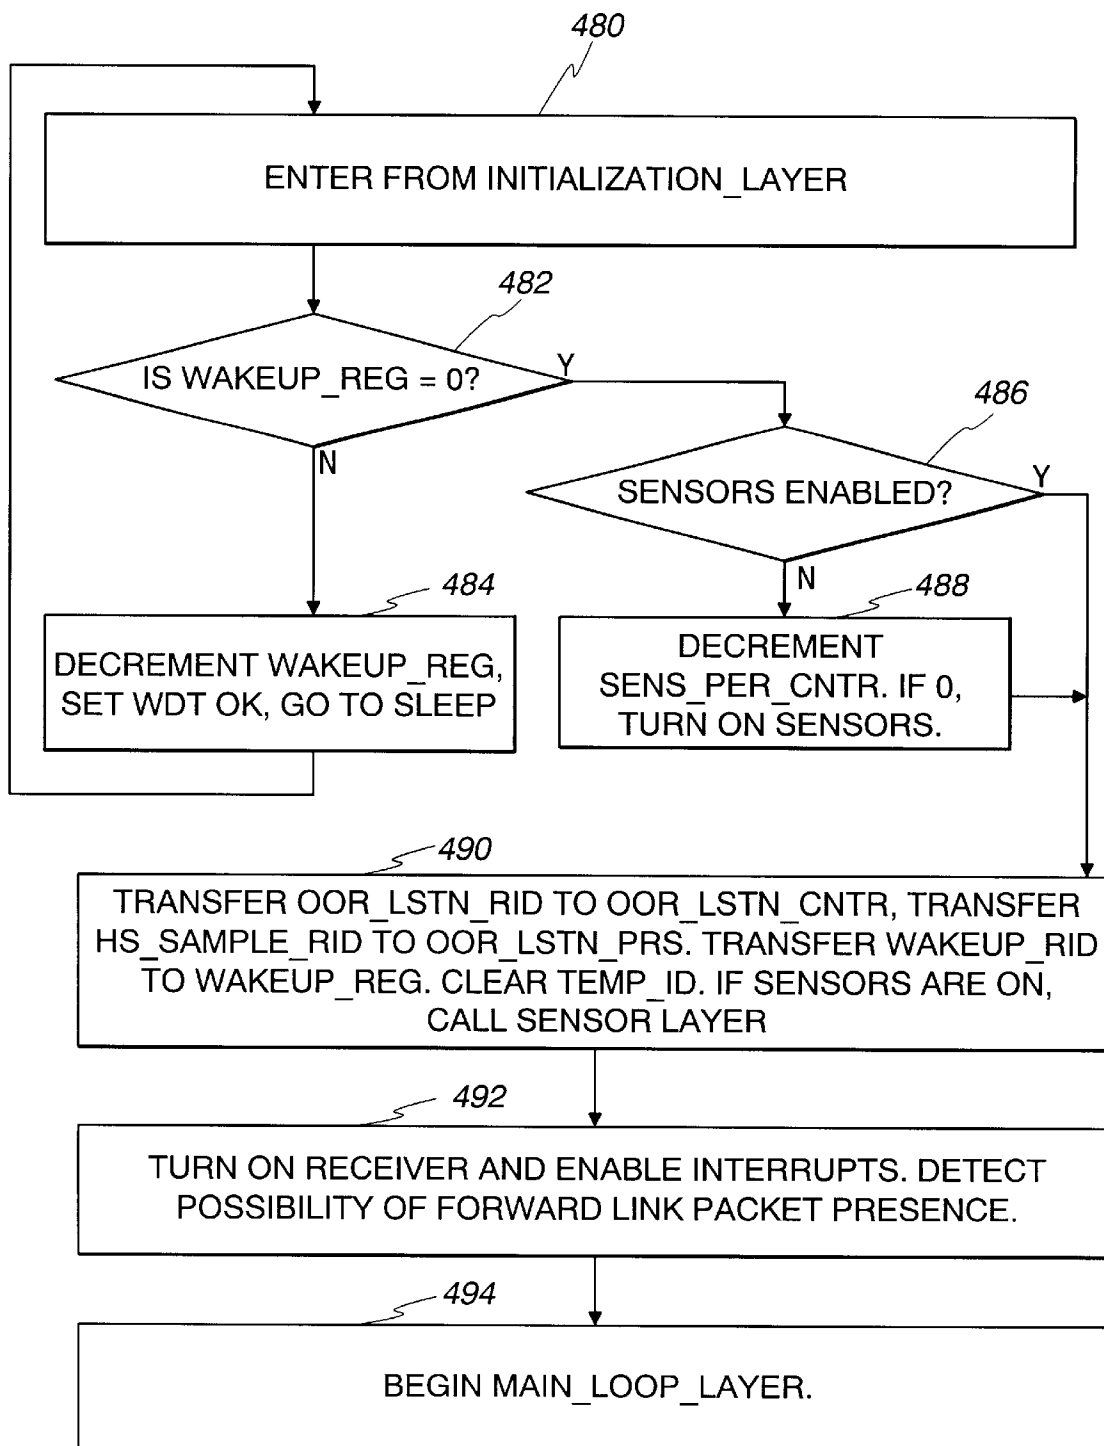 480
ENTER FROM INITIALIZATION_LAYER
482
IS WAKEUP_REG = 0?
Y
N
486
SENSORS ENABLED?
Y
N
484
DECREMENT WAKEUP_REG,
SET WDT OK, GO TO SLEEP
488
DECREMENT
SENS_PER_CNTR. IF 0,
TURN ON SENSORS.
490
TRANSFER OOR_LSTN_RID TO OOR_LSTN_CNTR, TRANSFER
HS_SAMPLE_RID TO OOR_LSTN_PRS. TRANSFER WAKEUP_RID
TO WAKEUP_REG. CLEAR TEMP_ID. IF SENSORS ARE ON,
CALL SENSOR LAYER
492
TURN ON RECEIVER AND ENABLE INTERRUPTS. DETECT
POSSIBILITY OF FORWARD LINK PACKET PRESENCE.
494
BEGIN MAIN_LOOP_LAYER.